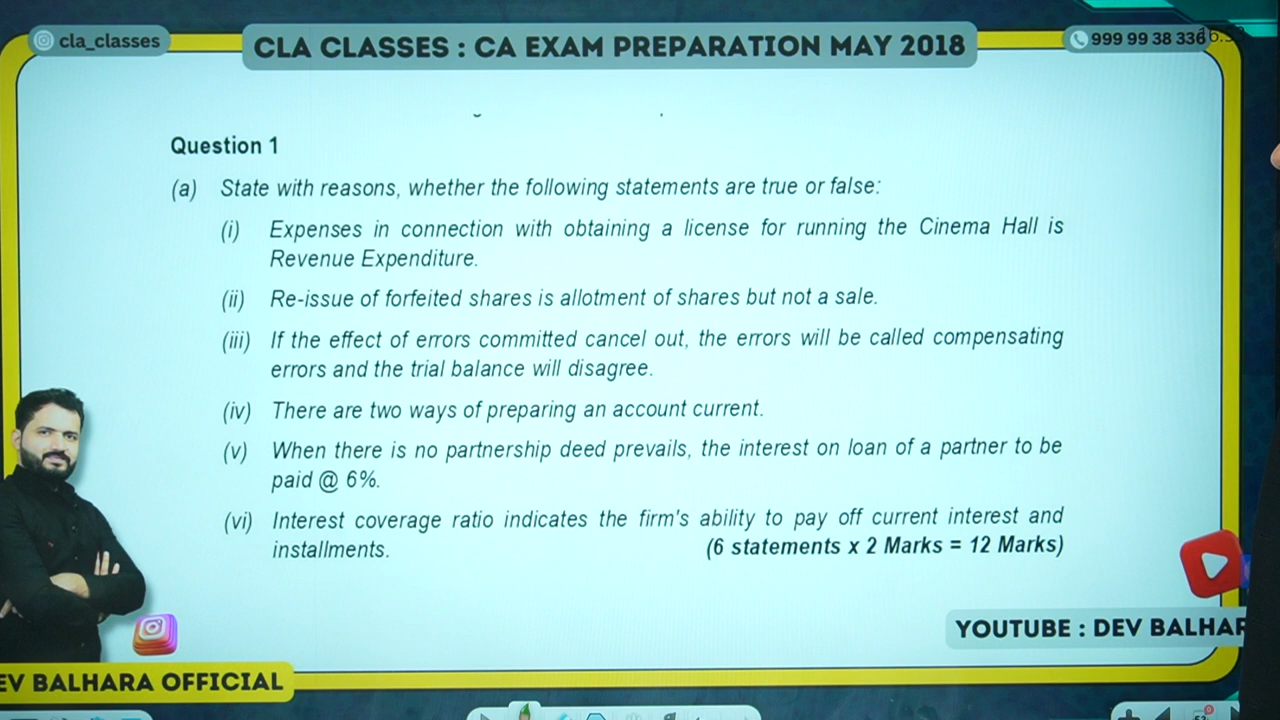 cla_classes
CLA CLASSES : CA EXAM PREPARATION MAY 2018
999 99 38 336
Question 1
(a) State with reasons, whether the following statements are true or false:
(i) Expenses in connection with obtaining a license for running the Cinema Hall is
Revenue Expenditure.
(ii) Re-issue of forfeited shares is allotment of shares but not a sale.
(iii) If the effect of errors committed cancel out, the errors will be called compensating
errors and the trial balance will disagree.
(iv) There are two ways of preparing an account current.
(v) When there is no partnership deed prevails, the interest on loan of a partner to be
paid @ 6%.
(vi) Interest coverage ratio indicates the firm's ability to pay off current interest and
installments.
(6 statements x 2 Marks = 12 Marks)
YOUTUBE : DEV BALHAR
EV BALHARA OFFICIAL